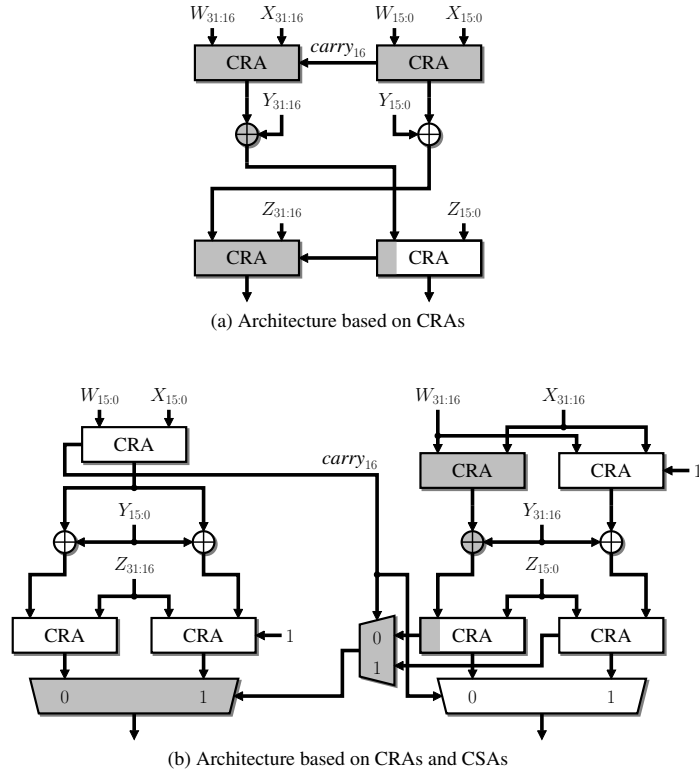 W31:16 X31:16 W15:0 X15:0
carry16
CRA CRA
Y31:16 Y15:0
Z31:16 Z15:0
CRA CRA
(a) Architecture based on CRAs
W15:0 X15:0 W31:16 X31:16
CRA
carry16
CRA CRA 1
Y15:0 Y31:16
Z31:16 Z15:0
CRA CRA 1 0 CRA CRA
1
0 1 0 1
(b) Architecture based on CRAs and CSAs